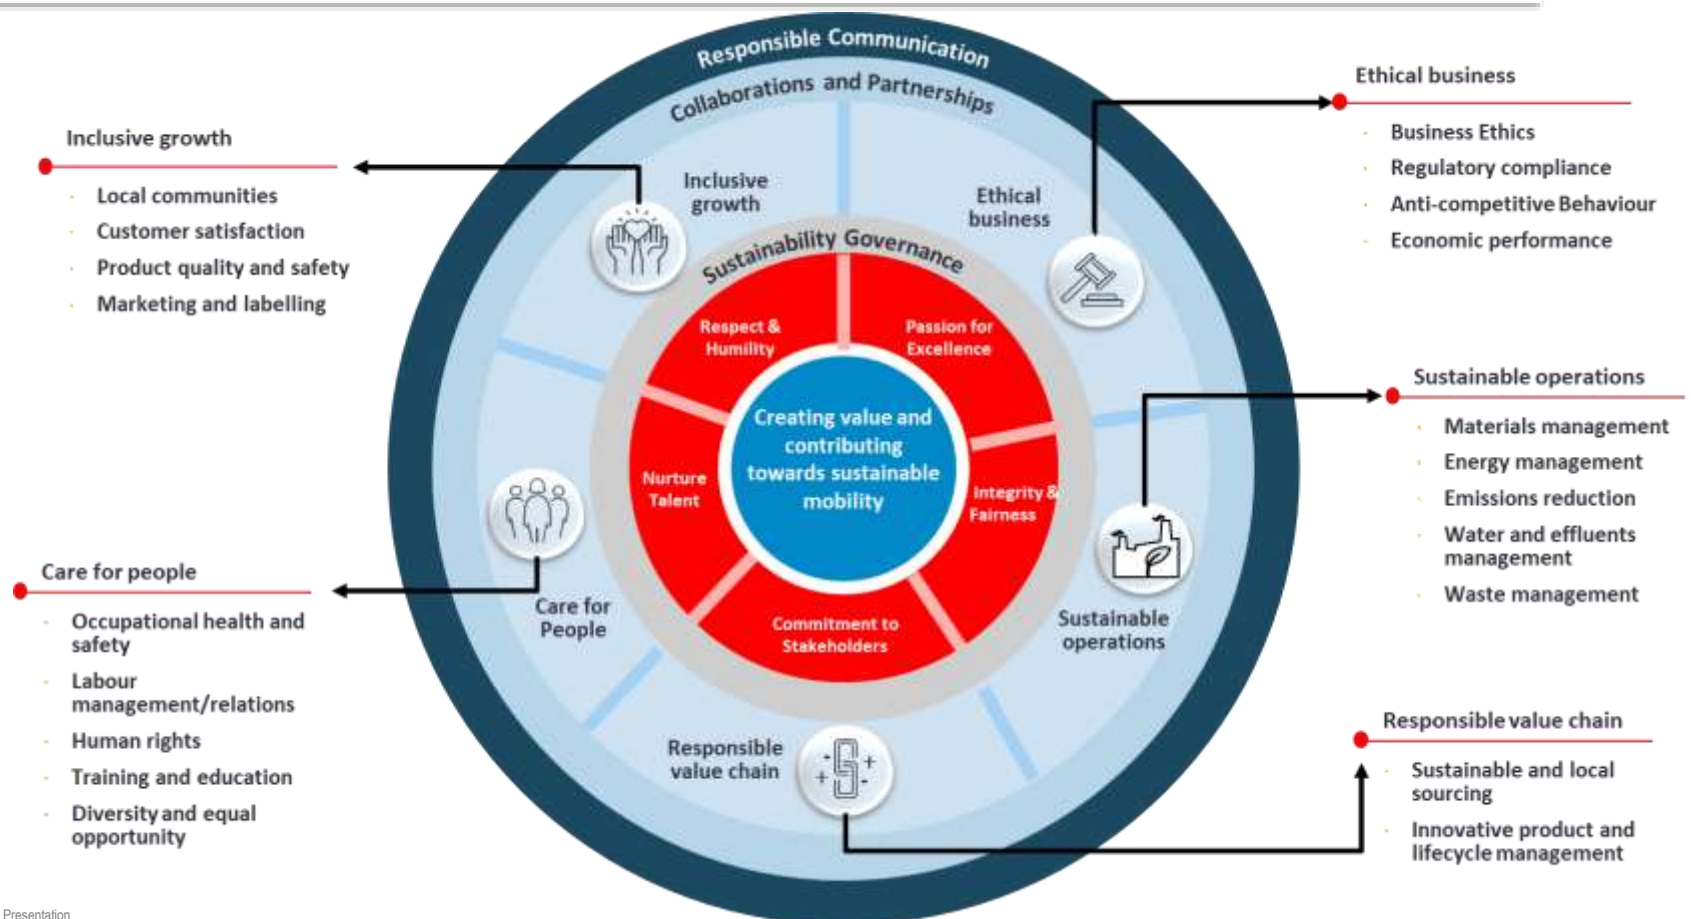 Responsible Communication
Collaborations and Partnerships
Inclusive
growth
Ethical
business
Sustainability Governance
Respect &
Humility
Passion for
Excellence
Creating value and
contributing
towards sustainable
mobility
Nurture
Talent
Integrity &
Fairness
Commitment to
Stakeholders
Care for
People
Sustainable
operations
Responsible
value chain
Inclusive growth
Local communities
Customer satisfaction
Product quality and safety
Marketing and labelling
Care for people
Occupational health and
safety
Labour
management/relations
Human rights
Training and education
Diversity and equal
opportunity
Ethical business
Business Ethics
Regulatory compliance
Anti-competitive Behaviour
Economic performance
Sustainable operations
Materials management
Energy management
Emissions reduction
Water and effluents
management
Waste management
Responsible value chain
Sustainable and local
sourcing
Innovative product and
lifecycle management
Presentation